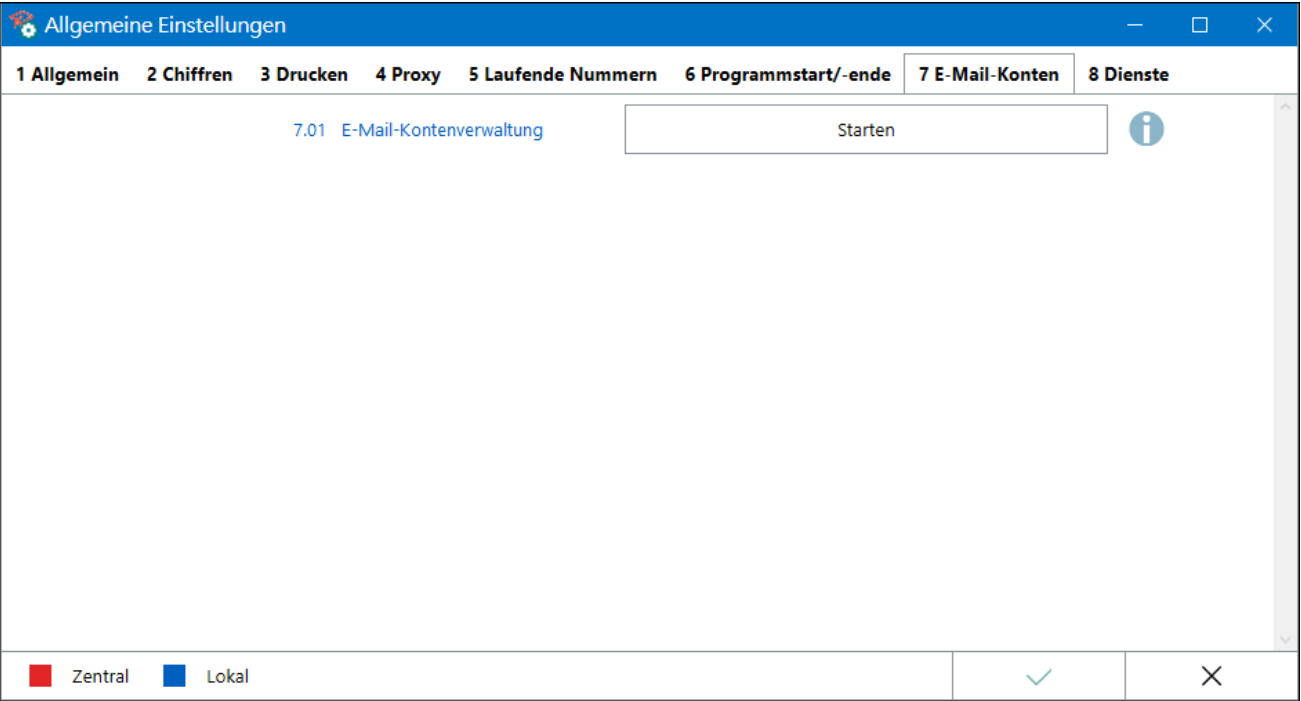 Allgemeine Einstellungen
1 Allgemein 2 Chiffren 3 Drucken 4 Proxy 5 Laufende Nummern 6 Programmstart/-ende 7 E-Mail-Konten 8 Dienste
7.01 E-Mail-Kontenverwaltung Starten
Zentral Lokal